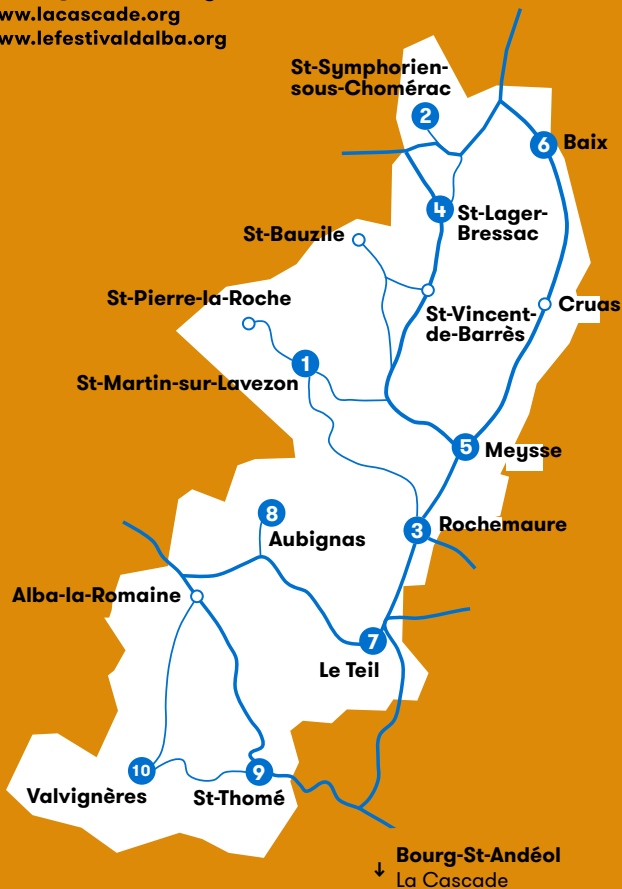 ww.lacascade.org
ww.lefestivaldalba.org
St-Symphorien-
sous-Chomérac
2
6
Baix
4
St-Lager-
Bressac
St-Bauzile
St-Pierre-la-Roche
St-Vincent-
de-Barrès
Cruas
1
St-Martin-sur-Lavezon
5
Meysse
8
Aubignas
3
Rochemaure
Alba-la-Romaine
7
Le Teil
10
Valvignères
9
St-Thomé
↓ Bourg-St-Andéol
La Cascade